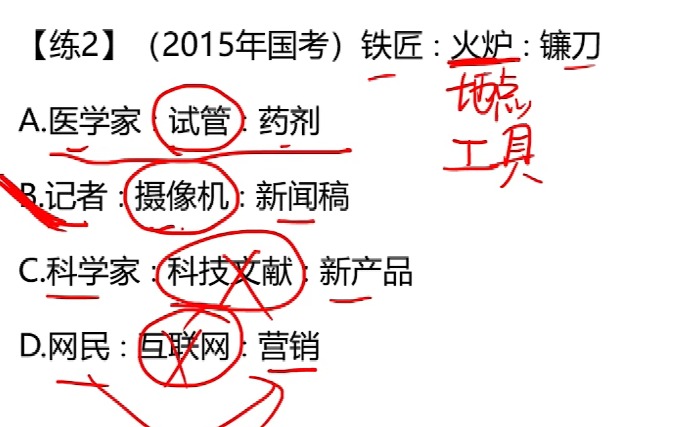 【练2】（2015年国考）铁匠：火炉：镰刀
地点
工具
A.医学家：试管：药剂
B.记者：摄像机：新闻稿
C.科学家：科技文献：新产品
D.网民：互联网：营销